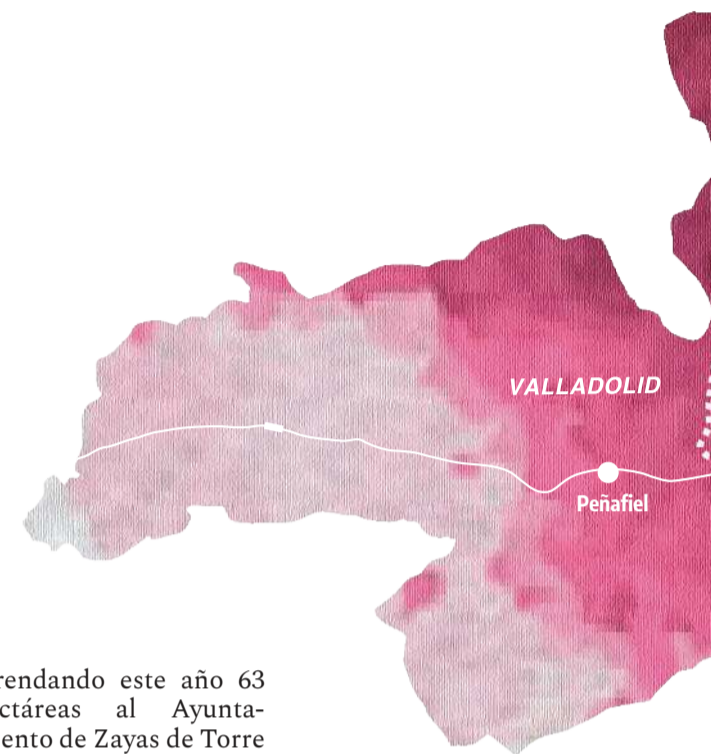 VALLADOLID
Peñafiel
rendando este año 63
ctáreas al Ayunta-
ento de Zayas de Torre